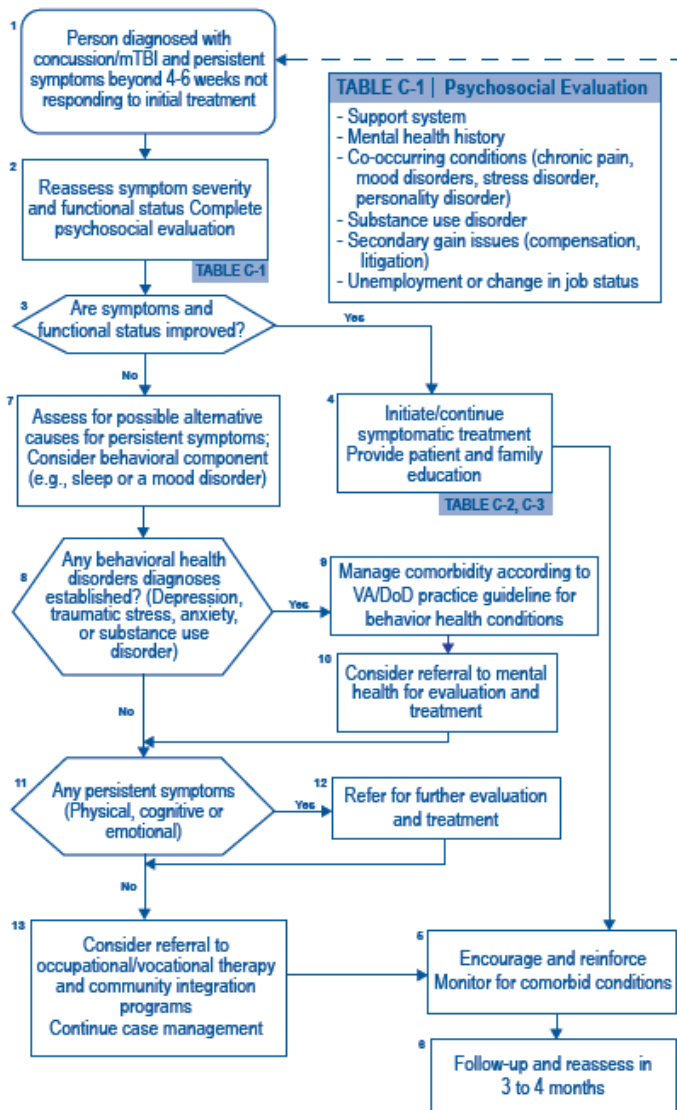 1
Person diagnosed with
concussion/mTBI and persistent
symptoms beyond 4-6 weeks not
responding to initial treatment
TABLE C-1 | Psychosocial Evaluation
- Support system
- Mental health history
- Co-occurring conditions (chronic pain,
mood disorders, stress disorder,
personality disorder)
- Substance use disorder
- Secondary gain issues (compensation,
litigation)
- Unemployment or change in job status
2
Reassess symptom severity
and functional status Complete
psychosocial evaluation
TABLE C-1
3
Are symptoms and
functional status improved?
Yes
No
4
Initiate/continue
symptomatic treatment
Provide patient and family
education
TABLE C-2, C-3
7
Assess for possible alternative
causes for persistent symptoms;
Consider behavioral component
(e.g., sleep or a mood disorder)
8
Any behavioral health
disorders diagnoses
established? (Depression,
traumatic stress, anxiety,
or substance use
disorder)
Yes
No
9
Manage comorbidity according to
VA/DoD practice guideline for
behavior health conditions
10
Consider referral to mental
health for evaluation and
treatment
11
Any persistent symptoms
(Physical, cognitive or
emotional)
Yes
No
12
Refer for further evaluation
and treatment
13
Consider referral to
occupational/vocational therapy
and community integration
programs
Continue case management
5
Encourage and reinforce
Monitor for comorbid conditions
6
Follow-up and reassess in
3 to 4 months